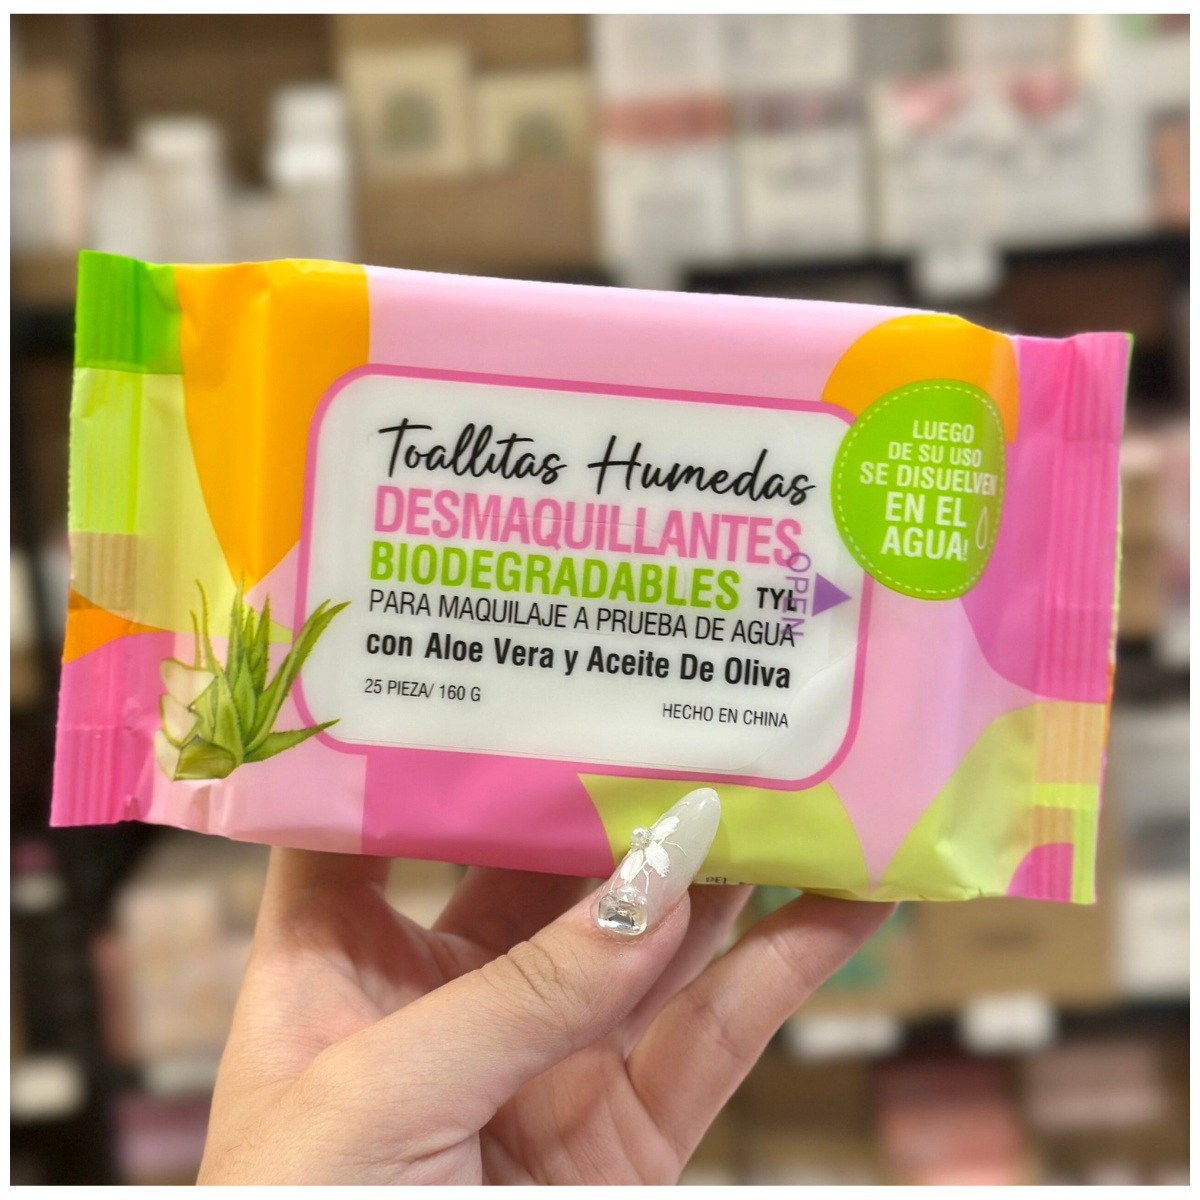 Toallitas Humedas
DESMAQUILLANTES
BIODEGRADABLES TYL
PARA MAQUILAJE A PRUEBA DE AGUA
con Aloe Vera y Aceite De Oliva
25 PIEZA/ 160 G
HECHO EN CHINA
OPEN
LUEGO
DE SU USO
SE DISUELVEN
EN EL
AGUA!